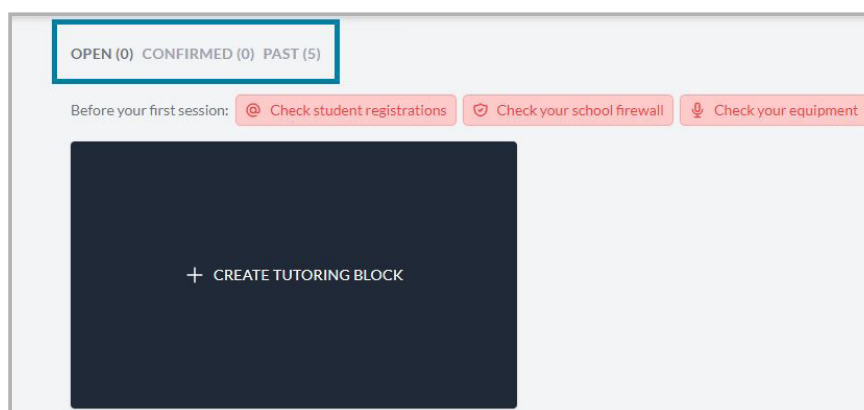 OPEN (0) CONFIRMED (0) PAST (5)
Before your first session: @ Check student registrations Check your school firewall Check your equipment
+ CREATE TUTORING BLOCK